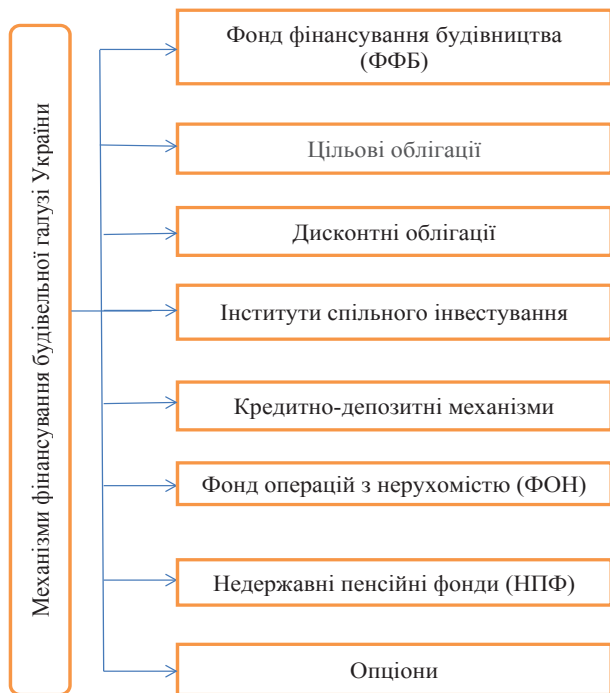 Механізми фінансування будівельної галузі України
Фонд фінансування будівництва
(ФФБ)
Цільові облігації
Дисконтні облігації
Інститути спільного інвестування
Кредитно-депозитні механізми
Фонд операцій з нерухомістю (ФОН)
Недержавні пенсійні фонди (НПФ)
Опціони